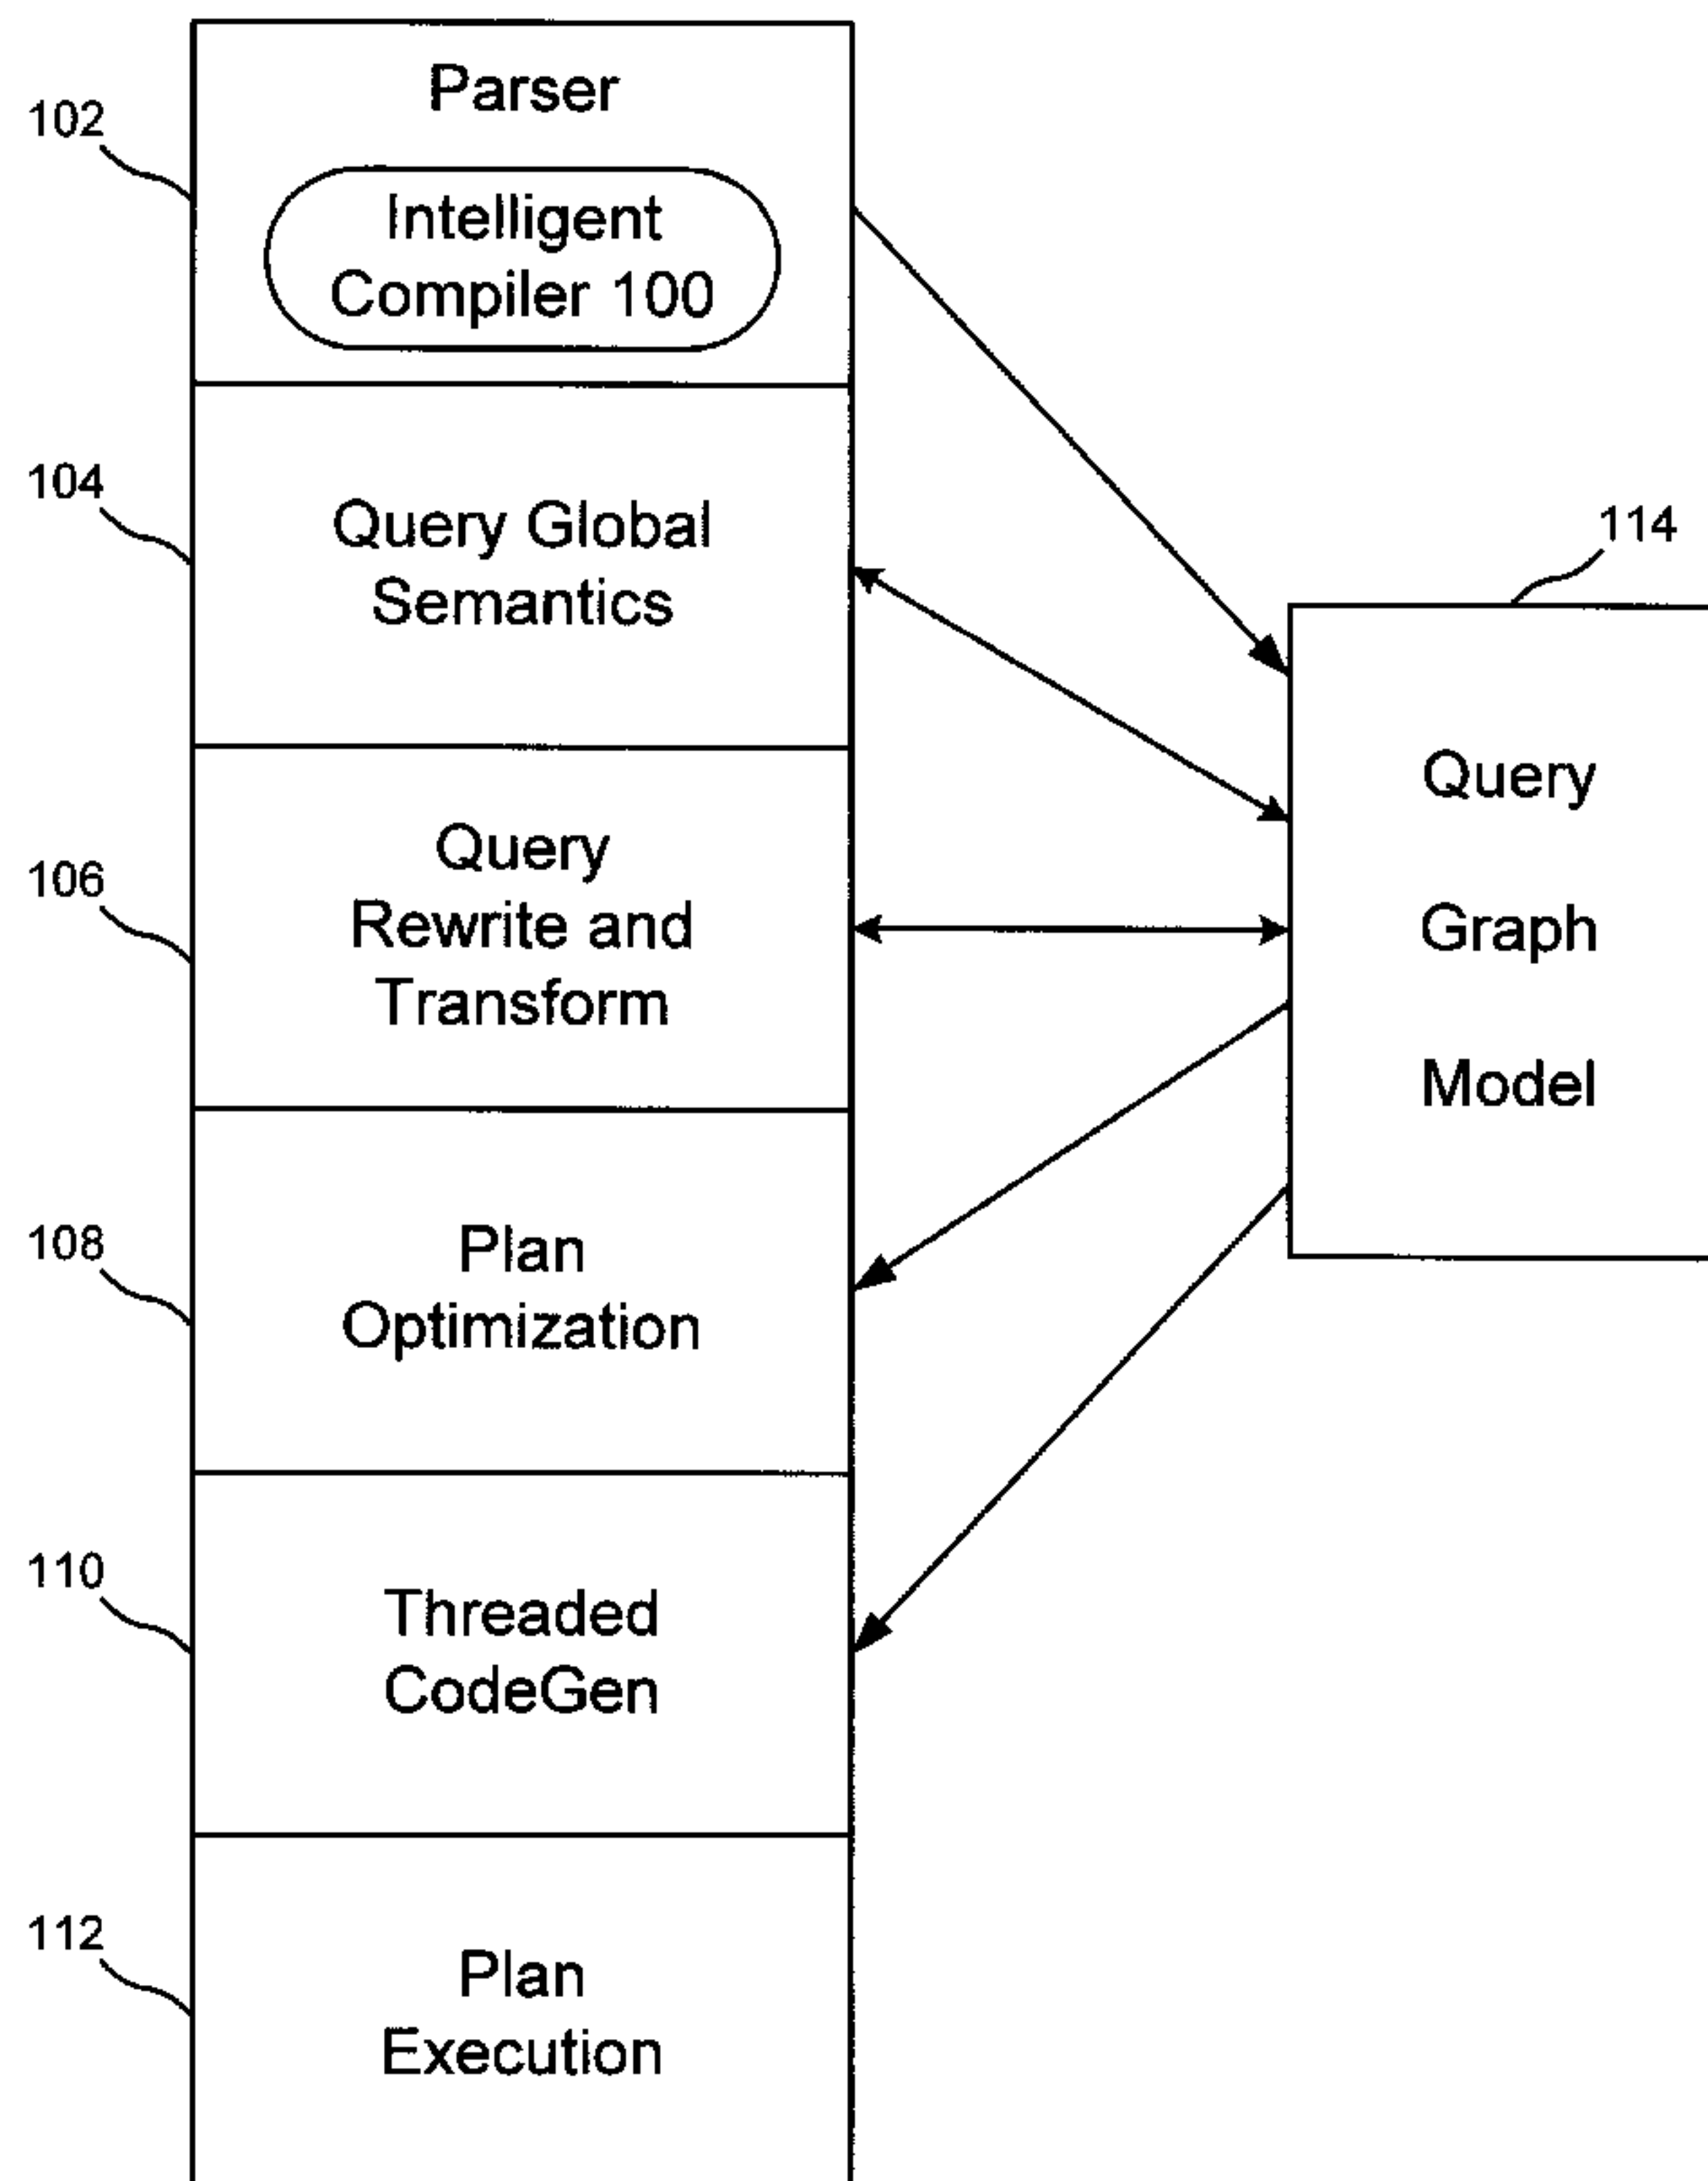 102
Parser
Intelligent
Compiler 100
104
Query Global
Semantics
106
Query
Rewrite and
Transform
108
Plan
Optimization
110
Threaded
CodeGen
112
Plan
Execution
114
Query
Graph
Model